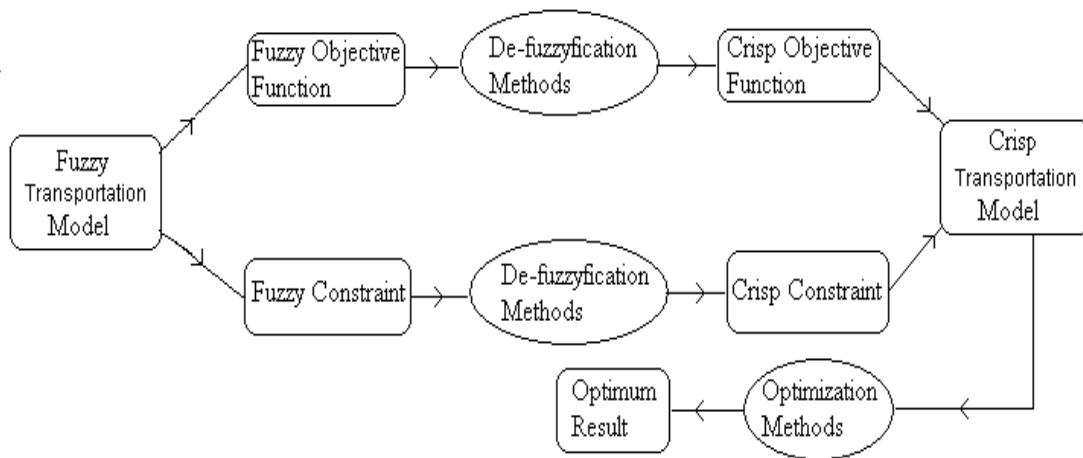 Fuzzy
Transportation
Model
Fuzzy Objective
Function
De-fuzzyfication
Methods
Crisp Objective
Function
Fuzzy Constraint
De-fuzzyfication
Methods
Crisp Constraint
Crisp
Transportation
Model
Optimization
Methods
Optimum
Result